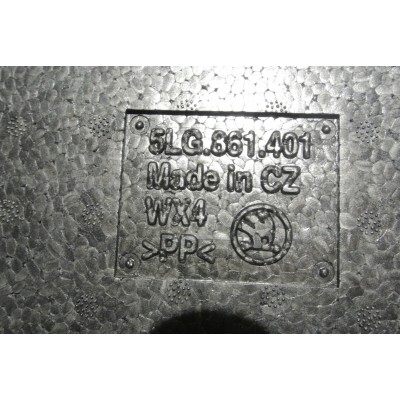 5LG.861.401
Made in CZ
WX4
>PP<